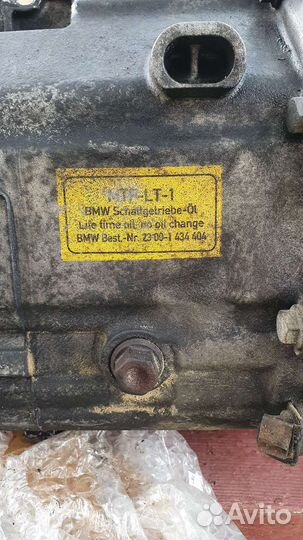 MTF-LT-1
BMW Schaltgetriebe-Öl
Life time oil, no oil change
BMW Best.-Nr. 23 00-1 434 404
Avito